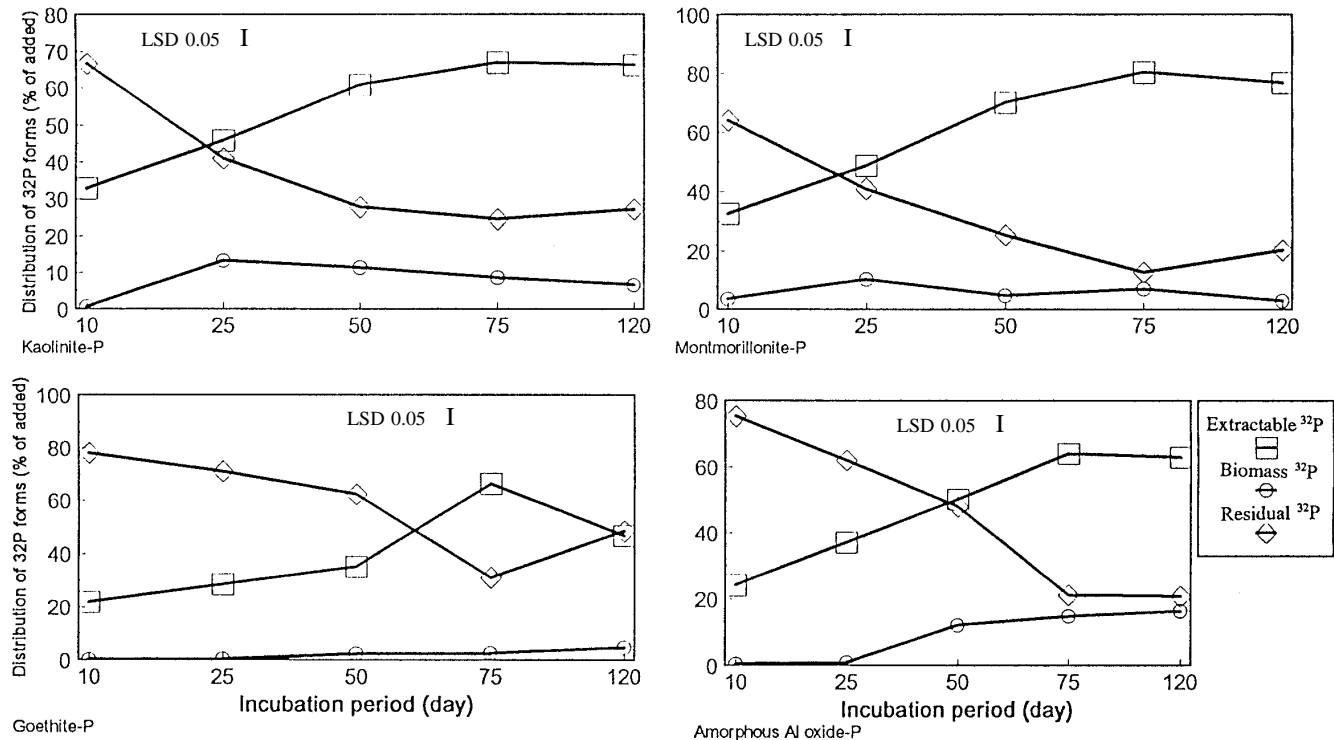 Distribution of 32P forms (% of added)
80
70
60
50
40
30
20
10
0
LSD 0.05 I
10 25 50 75 120
Kaolinite-P
100
80
60
40
20
0
LSD 0.05 I
10 25 50 75 120
Montmorillonite-P
Distribution of 32P forms (% of added)
100
80
60
40
20
0
LSD 0.05 I
10 25 50 75 120
Incubation period (day)
Goethite-P
80
60
40
20
0
LSD 0.05 I
10 25 50 75 120
Incubation period (day)
Amorphous Al oxide-P
Extractable ³²P
Biomass ³²P
Residual ³²P